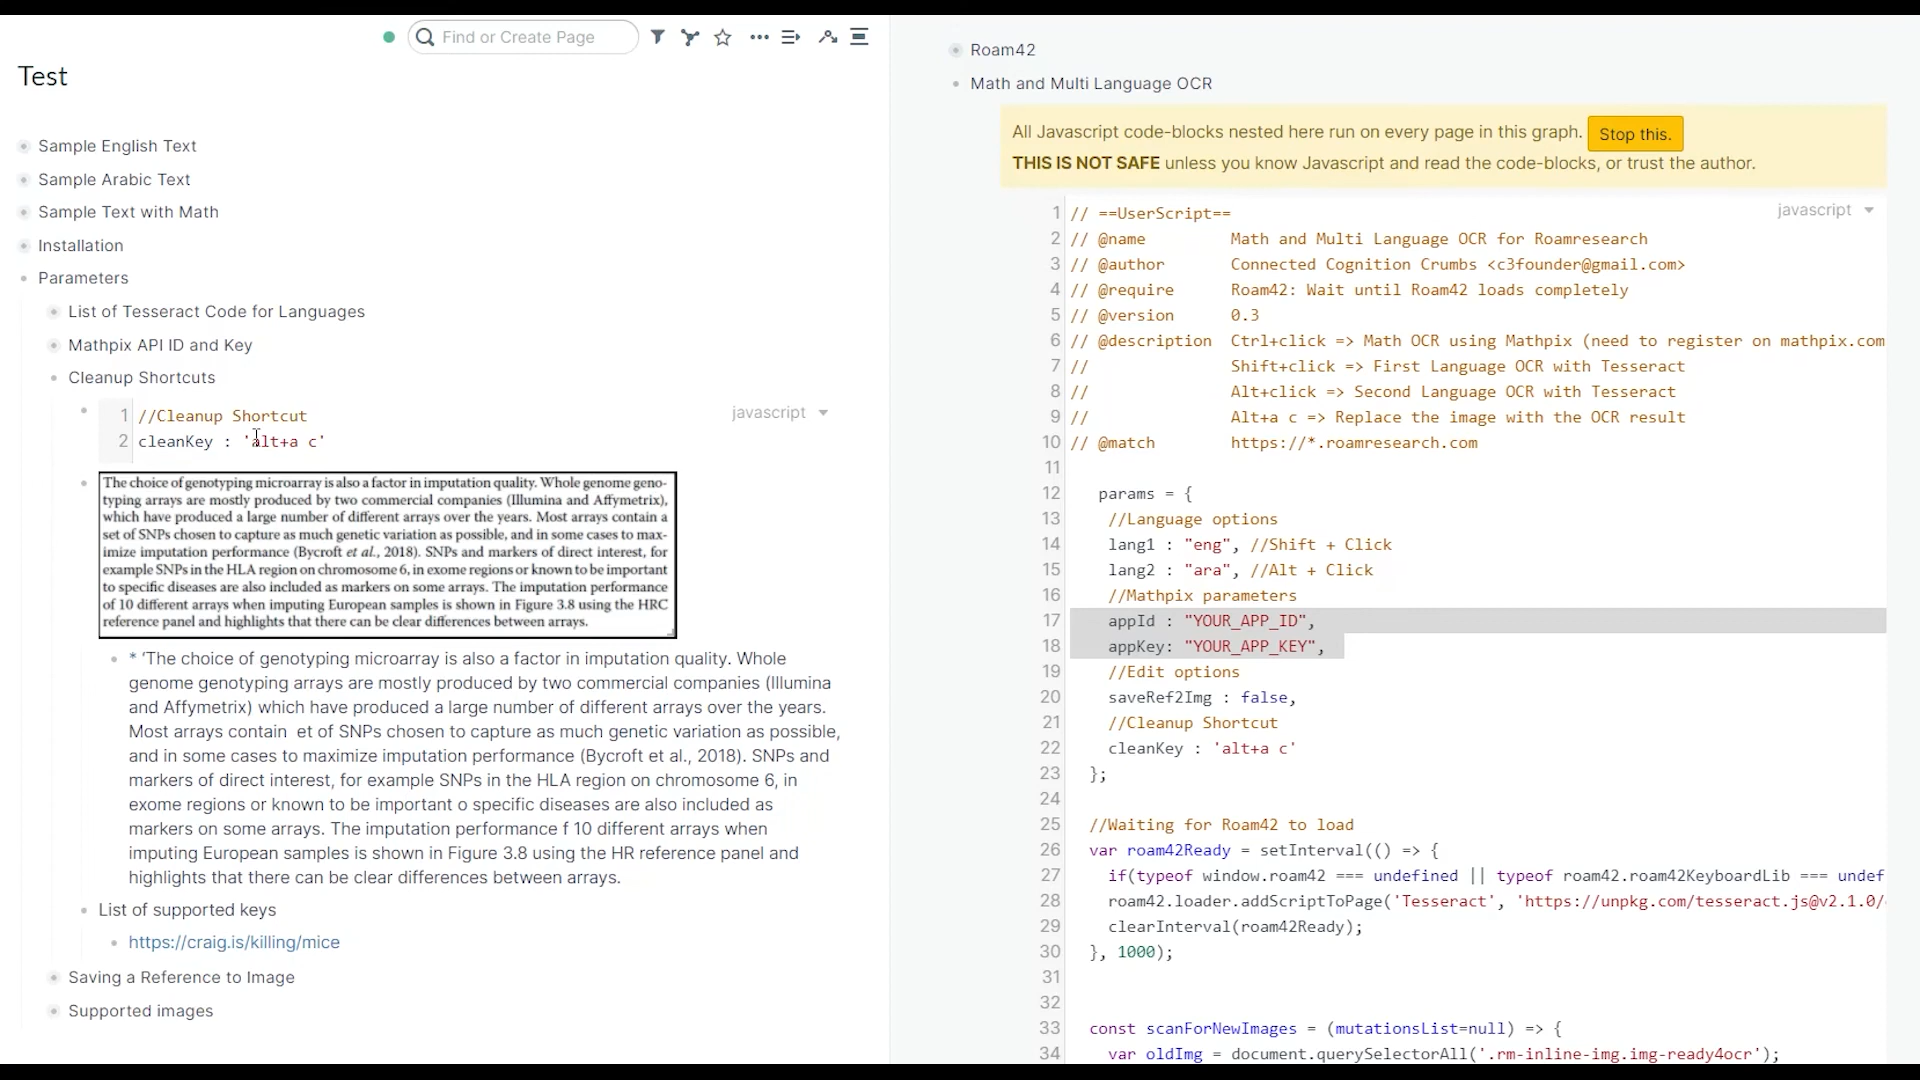 Find or Create Page
Test
Sample English Text
Sample Arabic Text
Sample Text with Math
Installation
Parameters
List of Tesseract Code for Languages
Mathpix API ID and Key
Cleanup Shortcuts
javascript
1 //Cleanup Shortcut
2 cleanKey : 'alt+a c'
The choice of genotyping microarray is also a factor in imputation quality. Whole genome geno-
typing arrays are mostly produced by two commercial companies (Illumina and Affymetrix),
which have produced a large number of different arrays over the years. Most arrays contain a
set of SNPs chosen to capture as much genetic variation as possible, and in some cases to max-
imize imputation performance (Bycroft et al., 2018). SNPs and markers of direct interest, for
example SNPs in the HLA region on chromosome 6, in exome regions or known to be important
to specific diseases are also included as markers on some arrays. The imputation performance
of 10 different arrays when imputing European samples is shown in Figure 3.8 using the HRC
reference panel and highlights that there can be clear differences between arrays.
* ‘The choice of genotyping microarray is also a factor in imputation quality. Whole
genome genotyping arrays are mostly produced by two commercial companies (Illumina
and Affymetrix) which have produced a large number of different arrays over the years.
Most arrays contain  et of SNPs chosen to capture as much genetic variation as possible,
and in some cases to maximize imputation performance (Bycroft et al., 2018). SNPs and
markers of direct interest, for example SNPs in the HLA region on chromosome 6, in
exome regions or known to be important o specific diseases are also included as
markers on some arrays. The imputation performance f 10 different arrays when
imputing European samples is shown in Figure 3.8 using the HR reference panel and
highlights that there can be clear differences between arrays.
List of supported keys
https://craig.is/killing/mice
Saving a Reference to Image
Supported images
Roam42
Math and Multi Language OCR
All Javascript code-blocks nested here run on every page in this graph. Stop this.
THIS IS NOT SAFE unless you know Javascript and read the code-blocks, or trust the author.
javascript
1 // ==UserScript==
2 // @name Math and Multi Language OCR for Roamresearch
3 // @author Connected Cognition Crumbs <c3founder@gmail.com>
4 // @require Roam42: Wait until Roam42 loads completely
5 // @version 0.3
6 // @description Ctrl+click => Math OCR using Mathpix (need to register on mathpix.com
7 // Shift+click => First Language OCR with Tesseract
8 // Alt+click => Second Language OCR with Tesseract
9 // Alt+a c => Replace the image with the OCR result
10 // @match https://*.roamresearch.com
11
12 params = {
13 //Language options
14 lang1 : "eng", //Shift + Click
15 lang2 : "ara", //Alt + Click
16 //Mathpix parameters
17 appId : "YOUR_APP_ID",
18 appKey: "YOUR_APP_KEY",
19 //Edit options
20 saveRef2Img : false,
21 //Cleanup Shortcut
22 cleanKey : 'alt+a c'
23 };
24
25 //Waiting for Roam42 to load
26 var roam42Ready = setInterval(() => {
27 if(typeof window.roam42 === undefined || typeof roam42.roam42KeyboardLib === undef
28 roam42.loader.addScriptToPage('Tesseract', 'https://unpkg.com/tesseract.js@v2.1.0/
29 clearInterval(roam42Ready);
30 }, 1000);
31
32
33 const scanForNewImages = (mutationsList=null) => {
34 var oldImg = document.querySelectorAll('.rm-inline-img.img-ready4ocr');